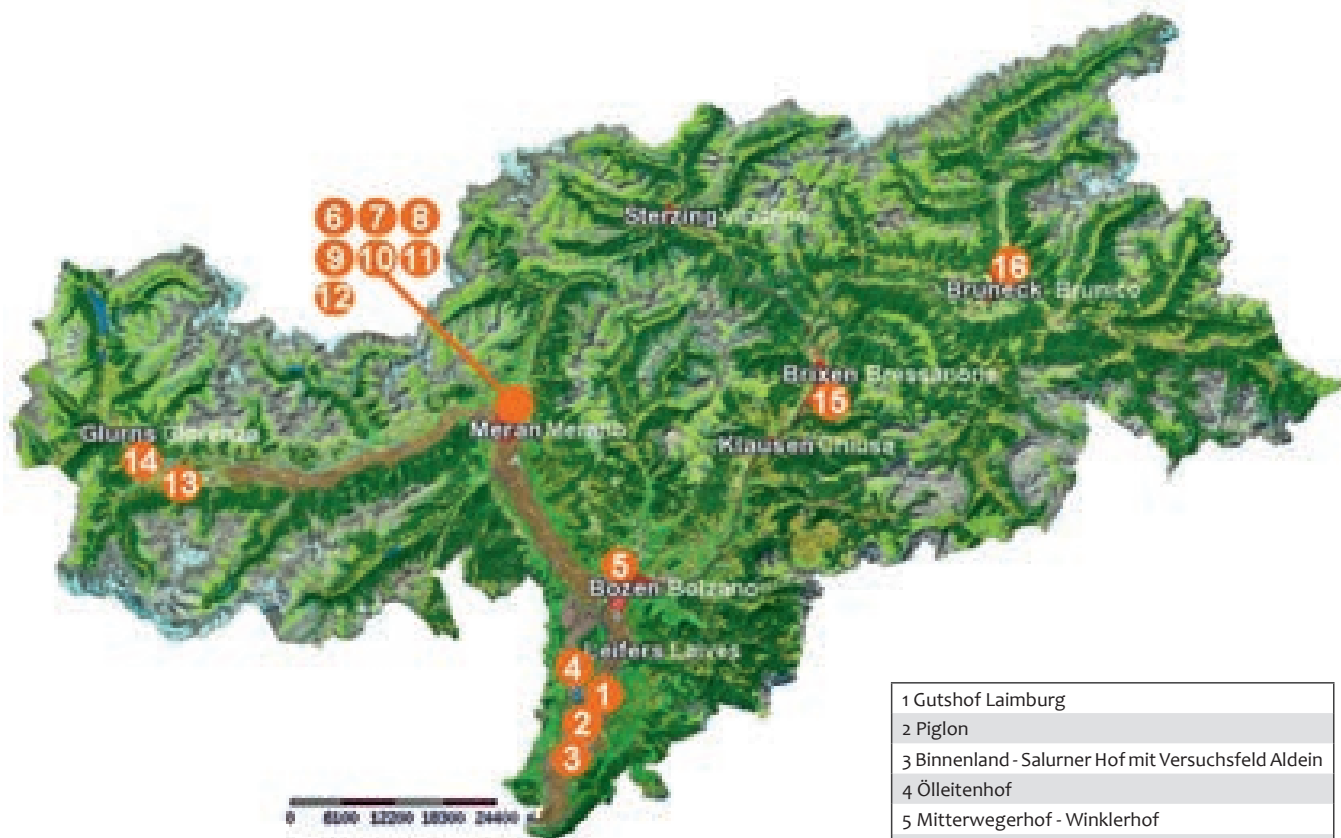 6 7 8
9 10 11
12
Sterzing
16
Bruneck Brunico
Brixen Bressanone
15
Klausen Chiusa
Meran Merano
Glurns Glorenza
14
13
5
Bozen Bolzano
Leifers Laives
4
1
2
3
0 6100 12200 18300 24400
1 Gutshof Laimburg
2 Piglon
3 Binnenland - Salurner Hof mit Versuchsfeld Aldein
4 Ölleitenhof
5 Mitterwegerhof - Winklerhof